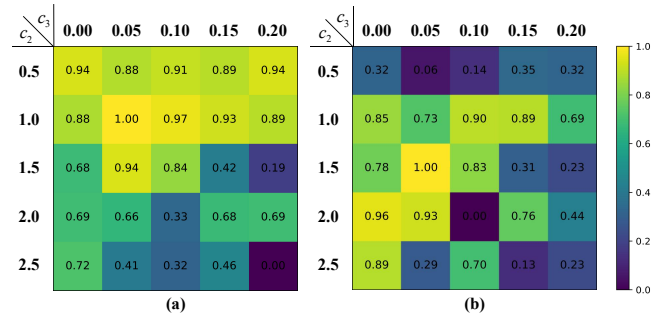 c3 0.00 0.05 0.10 0.15 0.20 c3 0.00 0.05 0.10 0.15 0.20
c2 c2
0.5 0.94 0.88 0.91 0.89 0.94 0.5 0.32 0.06 0.14 0.35 0.32 1.0
1.0 0.88 1.00 0.97 0.93 0.89 1.0 0.85 0.73 0.90 0.89 0.69 0.8
1.5 0.68 0.94 0.84 0.42 0.19 1.5 0.78 1.00 0.83 0.31 0.23 0.6
0.4
2.0 0.69 0.66 0.33 0.68 0.69 2.0 0.96 0.93 0.00 0.76 0.44 0.2
2.5 0.72 0.41 0.32 0.46 0.00 2.5 0.89 0.29 0.70 0.13 0.23 0.0
(a) (b)